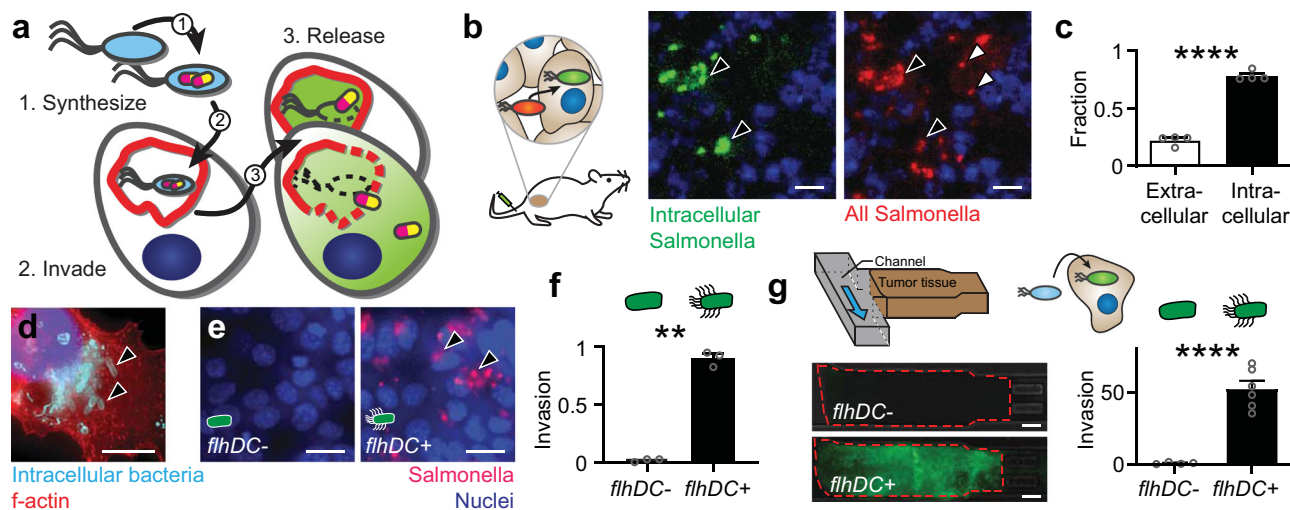 a
1
1. Synthesize
2
3. Release
3
2. Invade
b
Intracellular
Salmonella
All Salmonella
c
****
Fraction
1
0.5
0
Extra-
cellular
Intra-
cellular
d
Intracellular bacteria
f-actin
e
flhDC-
flhDC+
Salmonella
Nuclei
f
**
Invasion
1
0.5
0
flhDC-
flhDC+
g
Channel
Tumor tissue
flhDC-
flhDC+
****
Invasion
50
0
flhDC-
flhDC+